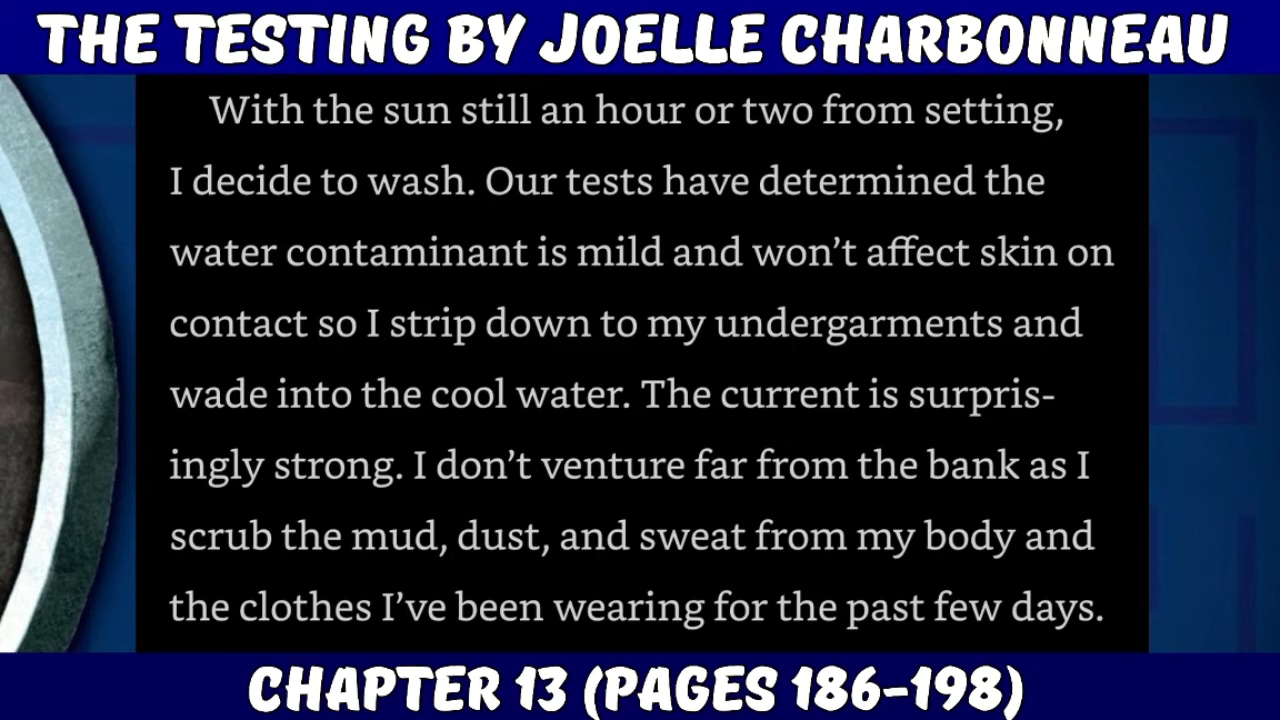 THE TESTING BY JOELLE CHARBONNEAU
With the sun still an hour or two from setting,
I decide to wash. Our tests have determined the
water contaminant is mild and won’t affect skin on
contact so I strip down to my undergarments and
wade into the cool water. The current is surpris-
ingly strong. I don’t venture far from the bank as I
scrub the mud, dust, and sweat from my body and
the clothes I’ve been wearing for the past few days.
CHAPTER 13 (PAGES 186-198)